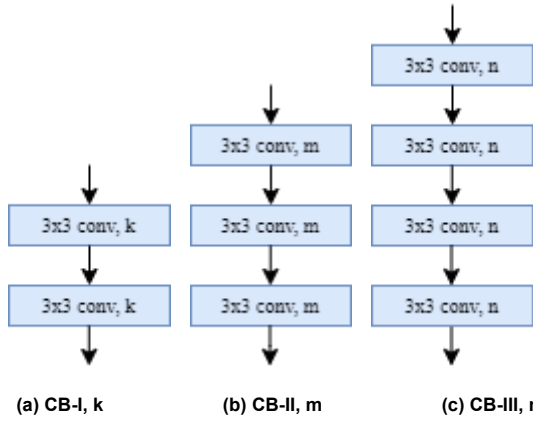 3x3 conv, k
3x3 conv, k
(a) CB-I, k
3x3 conv, m
3x3 conv, m
3x3 conv, m
(b) CB-II, m
3x3 conv, n
3x3 conv, n
3x3 conv, n
3x3 conv, n
(c) CB-III,